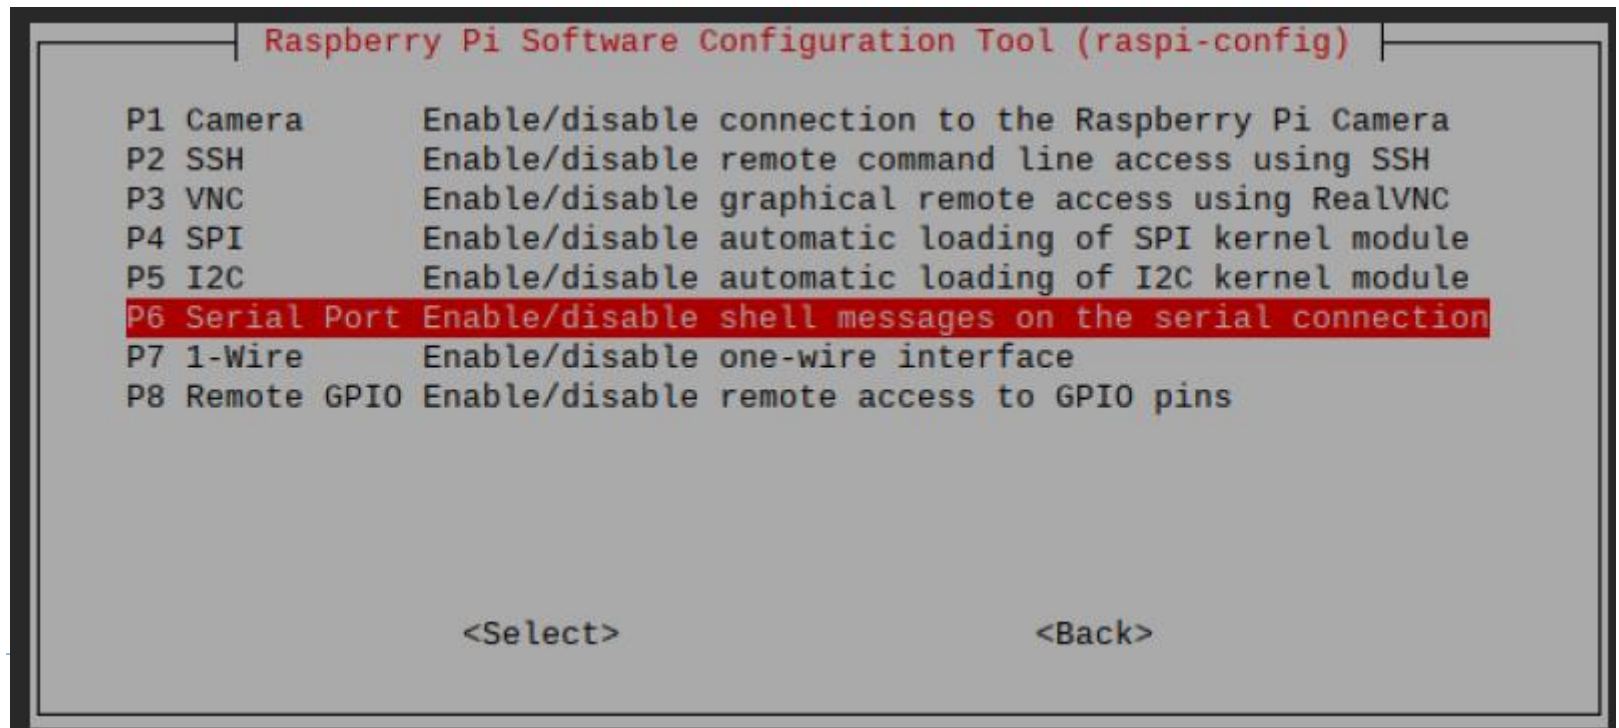 Raspberry Pi Software Configuration Tool (raspi-config)
P1 Camera Enable/disable connection to the Raspberry Pi Camera
P2 SSH Enable/disable remote command line access using SSH
P3 VNC Enable/disable graphical remote access using RealVNC
P4 SPI Enable/disable automatic loading of SPI kernel module
P5 I2C Enable/disable automatic loading of I2C kernel module
P6 Serial Port Enable/disable shell messages on the serial connection
P7 1-Wire Enable/disable one-wire interface
P8 Remote GPIO Enable/disable remote access to GPIO pins
<Select> <Back>